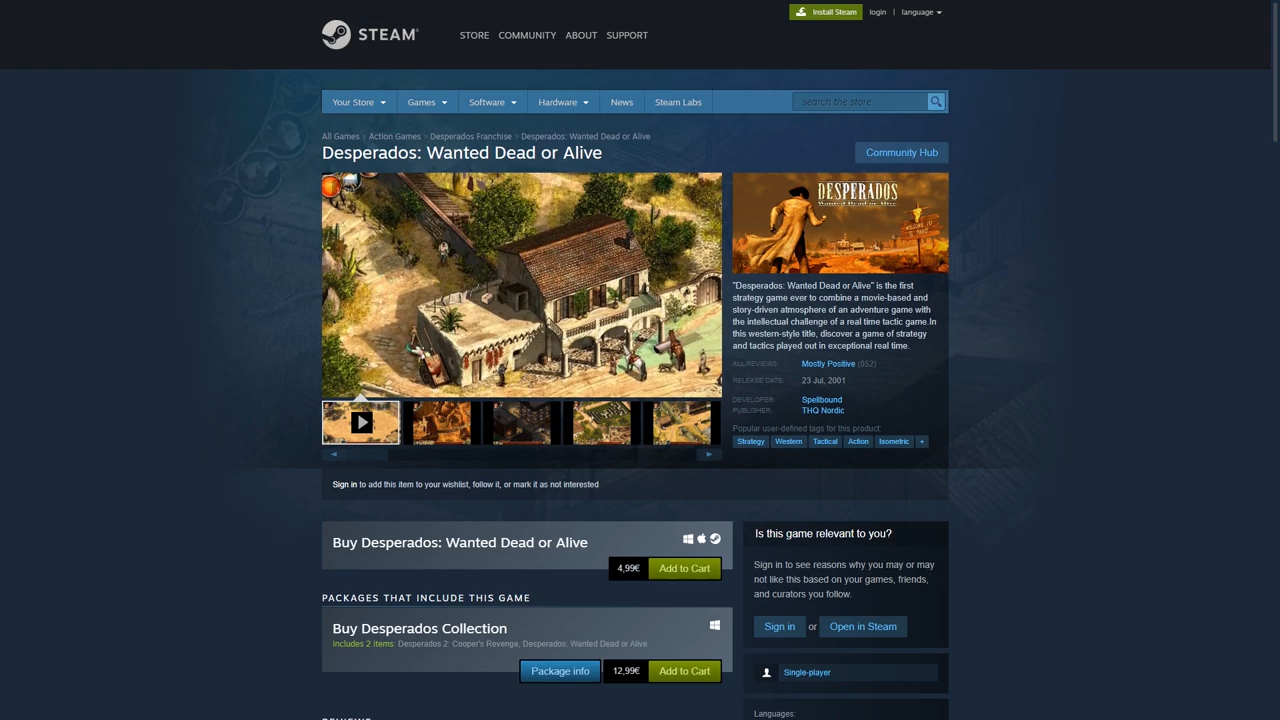 Install Steam
login
|
language
STEAM®
STORE
COMMUNITY
ABOUT
SUPPORT
Your Store
Games
Software
Hardware
News
Steam Labs
search the store
All Games > Action Games > Desperados Franchise > Desperados: Wanted Dead or Alive
Desperados: Wanted Dead or Alive
Community Hub
DESPERADOS
Wanted Dead or Alive
"Desperados: Wanted Dead or Alive" is the first
strategy game ever to combine a movie-based and
story-driven atmosphere of an adventure game with
the intellectual challenge of a real time tactic game.In
this western-style title, discover a game of strategy
and tactics played out in exceptional real time.
ALL REVIEWS: Mostly Positive (852)
RELEASE DATE: 23 Jul, 2001
DEVELOPER: Spellbound
PUBLISHER: THQ Nordic
Popular user-defined tags for this product:
Strategy
Western
Tactical
Action
Isometric
+
Sign in to add this item to your wishlist, follow it, or mark it as not interested
Buy Desperados: Wanted Dead or Alive
4,99€
Add to Cart
PACKAGES THAT INCLUDE THIS GAME
Buy Desperados Collection
Includes 2 items: Desperados 2: Cooper's Revenge, Desperados: Wanted Dead or Alive
Package info
12,99€
Add to Cart
REVIEWS
Is this game relevant to you?
Sign in to see reasons why you may or may
not like this based on your games, friends,
and curators you follow.
Sign in
or
Open in Steam
Single-player
Languages: